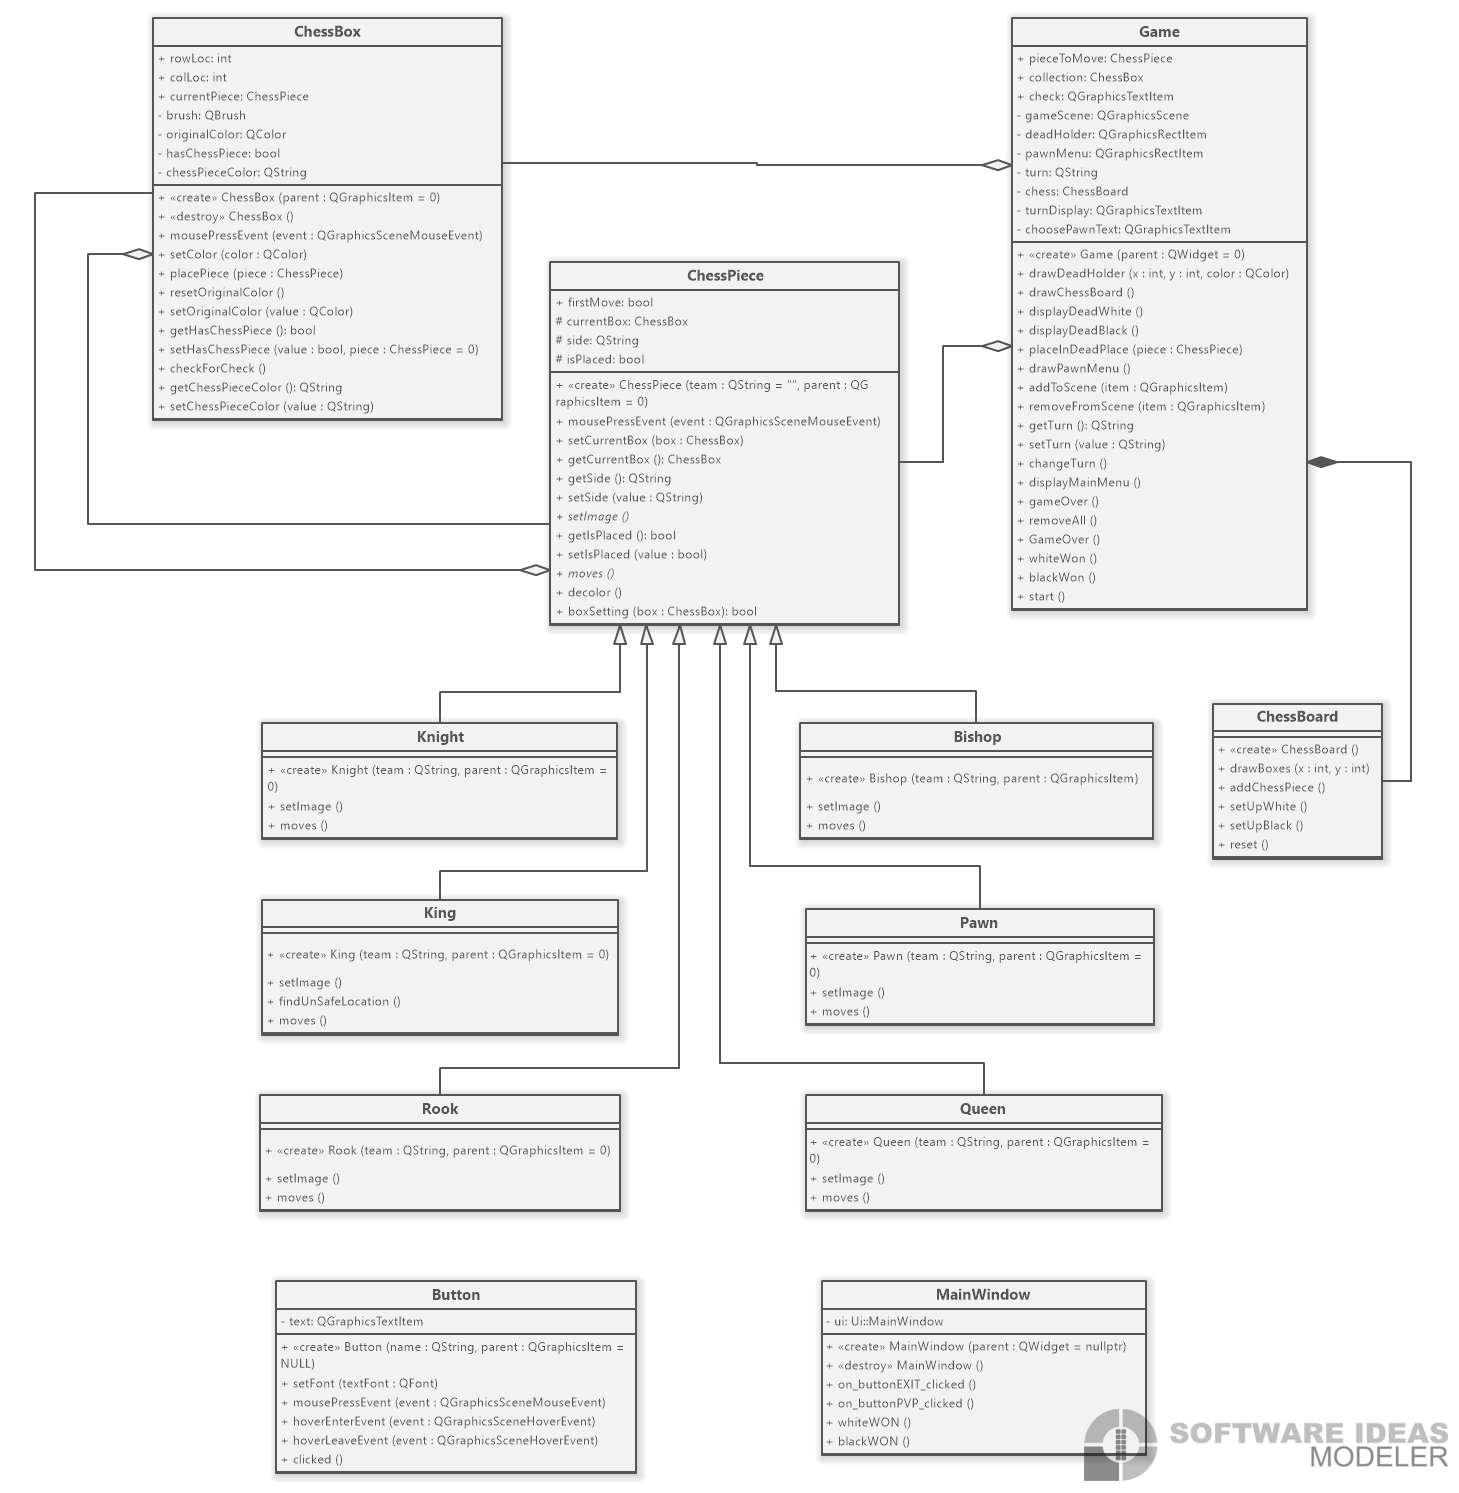 ChessBox
+ rowLoc: int
+ colLoc: int
+ currentPiece: ChessPiece
- brush: QBrush
- originalColor: QColor
- hasChessPiece: bool
- chessPieceColor: QString
+ «create» ChessBox (parent : QGraphicsItem = 0)
+ «destroy» ChessBox ()
+ mousePressEvent (event : QGraphicsSceneMouseEvent)
+ setColor (color : QColor)
+ placePiece (piece : ChessPiece)
+ resetOriginalColor ()
+ setOriginalColor (value : QColor)
+ getHasChessPiece (): bool
+ setHasChessPiece (value : bool, piece : ChessPiece = 0)
+ checkForCheck ()
+ getChessPieceColor (): QString
+ setChessPieceColor (value : QString)
Game
+ pieceToMove: ChessPiece
+ collection: ChessBox
+ check: QGraphicsTextItem
- gameScene: QGraphicsScene
- deadHolder: QGraphicsRectItem
- pawnMenu: QGraphicsRectItem
- turn: QString
- chess: ChessBoard
- turnDisplay: QGraphicsTextItem
- choosePawnText: QGraphicsTextItem
+ «create» Game (parent : QWidget = 0)
+ drawDeadHolder (x : int, y : int, color : QColor)
+ drawChessBoard ()
+ displayDeadWhite ()
+ displayDeadBlack ()
+ placeInDeadPlace (piece : ChessPiece)
+ drawPawnMenu ()
+ addToScene (item : QGraphicsItem)
+ removeFromScene (item : QGraphicsItem)
+ getTurn (): QString
+ setTurn (value : QString)
+ changeTurn ()
+ displayMainMenu ()
+ gameOver ()
+ removeAll ()
+ GameOver ()
+ whiteWon ()
+ blackWon ()
+ start ()
ChessPiece
+ firstMove: bool
# currentBox: ChessBox
# side: QString
# isPlaced: bool
+ «create» ChessPiece (team : QString = "", parent : QG
raphicsItem = 0)
+ mousePressEvent (event : QGraphicsSceneMouseEvent)
+ setCurrentBox (box : ChessBox)
+ getCurrentBox (): ChessBox
+ getSide (): QString
+ setSide (value : QString)
+ setImage ()
+ getIsPlaced (): bool
+ setIsPlaced (value : bool)
+ moves ()
+ decolor ()
+ boxSetting (box : ChessBox): bool
Knight
+ «create» Knight (team : QString, parent : QGraphicsItem =
0)
+ setImage ()
+ moves ()
Bishop
+ «create» Bishop (team : QString, parent : QGraphicsItem)
+ setImage ()
+ moves ()
ChessBoard
+ «create» ChessBoard ()
+ drawBoxes (x : int, y : int)
+ addChessPiece ()
+ setUpWhite ()
+ setUpBlack ()
+ reset ()
King
+ «create» King (team : QString, parent : QGraphicsItem = 0)
+ setImage ()
+ findUnSafeLocation ()
+ moves ()
Pawn
+ «create» Pawn (team : QString, parent : QGraphicsItem =
0)
+ setImage ()
+ moves ()
Rook
+ «create» Rook (team : QString, parent : QGraphicsItem = 0)
+ setImage ()
+ moves ()
Queen
+ «create» Queen (team : QString, parent : QGraphicsItem =
0)
+ setImage ()
+ moves ()
Button
- text: QGraphicsTextItem
+ «create» Button (name : QString, parent : QGraphicsItem =
NULL)
+ setFont (textFont : QFont)
+ mousePressEvent (event : QGraphicsSceneMouseEvent)
+ hoverEnterEvent (event : QGraphicsSceneHoverEvent)
+ hoverLeaveEvent (event : QGraphicsSceneHoverEvent)
+ clicked ()
MainWindow
- ui: Ui::MainWindow
+ «create» MainWindow (parent : QWidget = nullptr)
+ «destroy» MainWindow ()
+ on_buttonEXIT_clicked ()
+ on_buttonPVP_clicked ()
+ whiteWON ()
+ blackWON ()
SOFTWARE IDEAS
MODELER